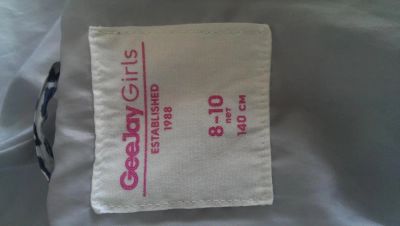 GeeJay Girls
ESTABLISHED
1988
8-10
лет
140 см